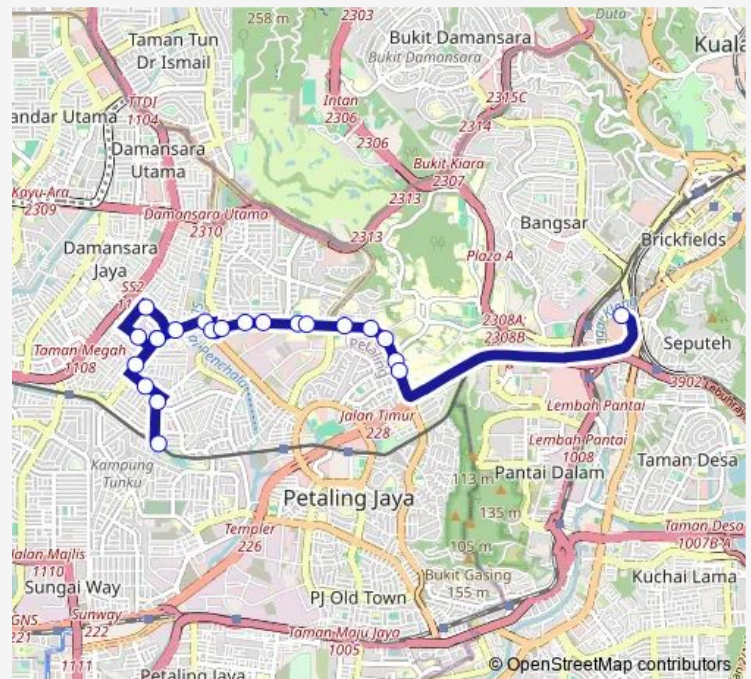 258 m
2303
Duta
Taman Tun
Dr Ismail
Bukit Damansara
Bukit Damansara
Kuala
Intan
2306
2315C
2314
TTDI
1104
andar Utama
2306
Damansara
Utama
Bukit Kiara
2307
2313
Kayu-Ara
2309
Damansara Utama
2310
2313
Bangsar
Brickfields
Plaza A
Damansara
Jaya
SS2
2308A
2308B
Seputeh
Taman Megah
1108
Petaling
3902
Lebuhray
Lembah Pantai
Jalan Timur
228
Lembah Pantai
1008
Taman Desa
Kampung
Tunku
113 m
Pantai Dalam
Petaling Jaya
135 m
Templer
226
105 m
Taman Desa
1007B-A
Jalan Majlis
1110
Bukit Gasing
155 m
Kuchai Lama
Sungai Way
PJ Old Town
GNS
221
Sunway
222
Taman Maju Jaya
1005
1111
Petaling Jaya
© OpenStreetMap contributors